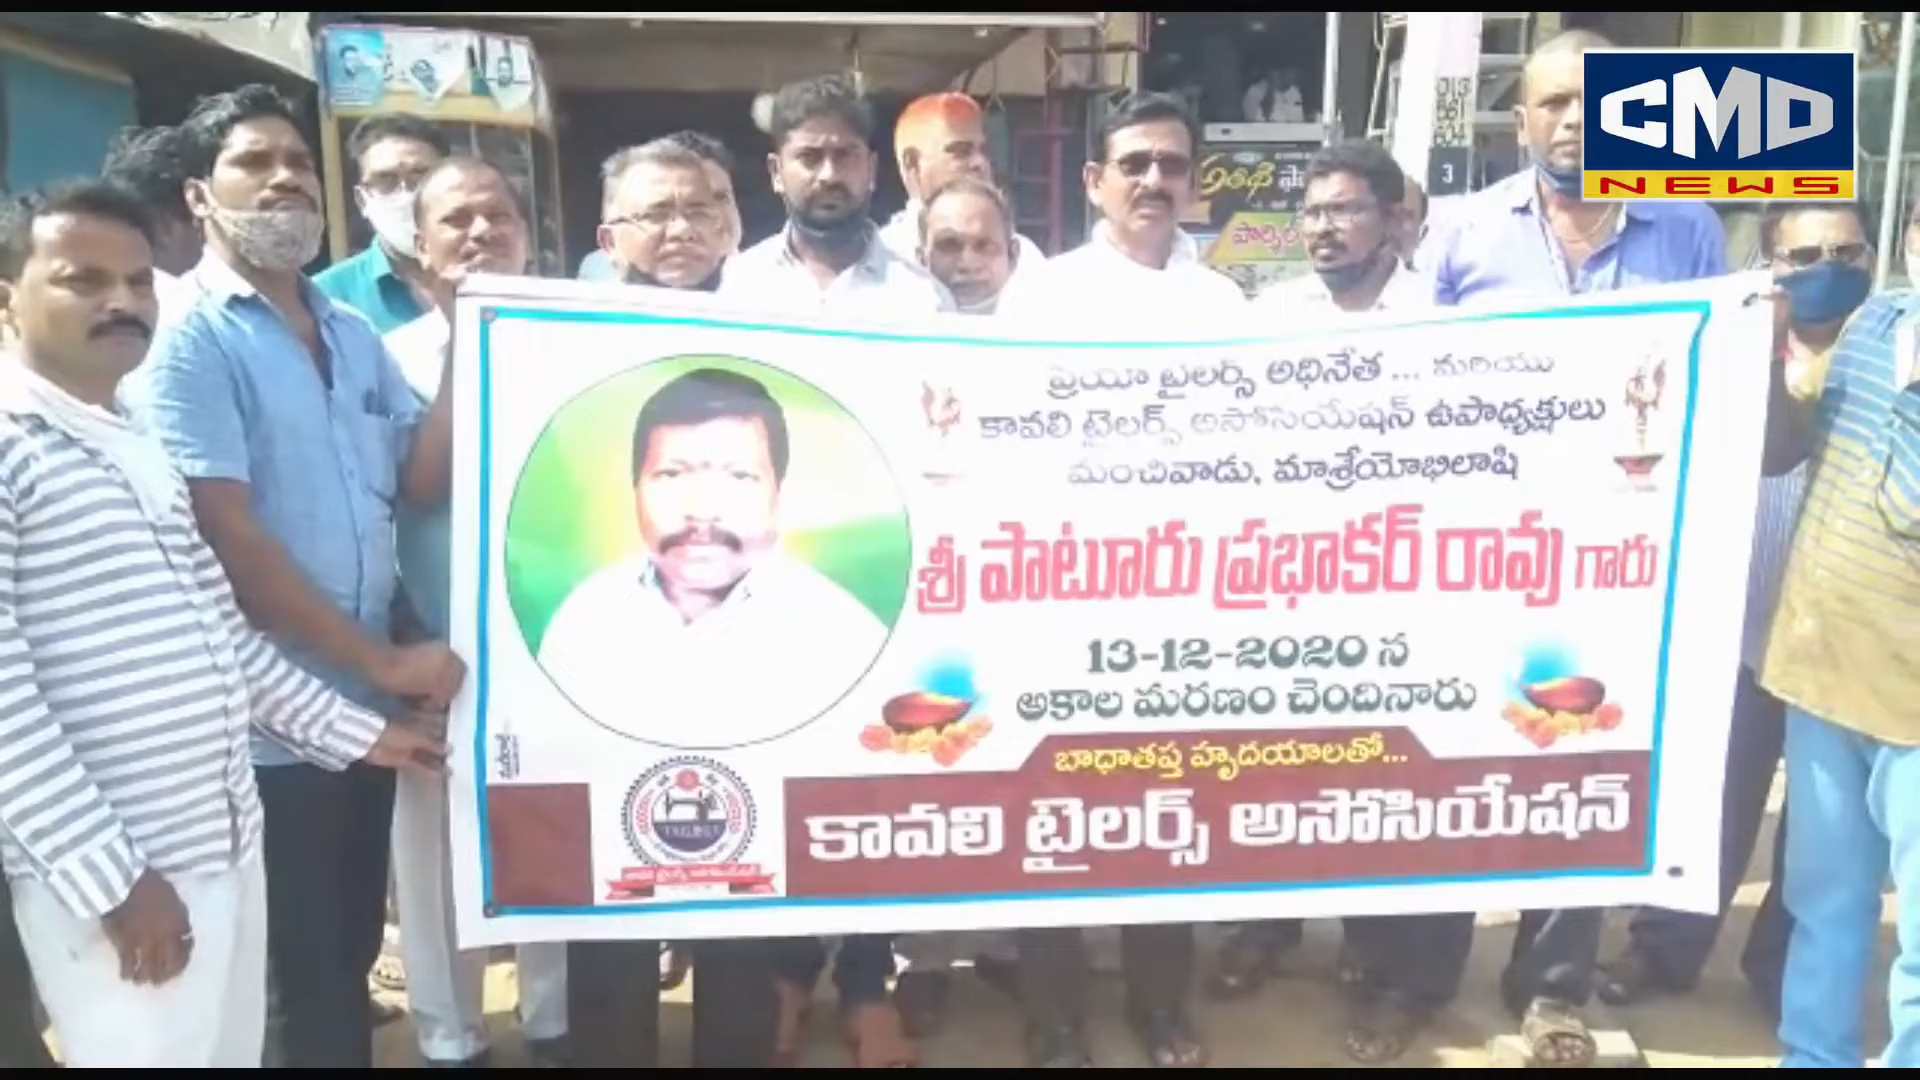 CMD
NEWS
3
ప్రియా టైలర్స్ అధినేత ... మరియు
కావలి టైలర్స్ అసోసియేషన్ ఉపాధ్యక్షులు
మంచివాడు, మాశ్రేయోభిలాషి
శ్రీ పాటూరు ప్రభాకర్ రావు గారు
13-12-2020 న
అకాల మరణం చెందినారు
బాధాతప్త హృదయాలతో...
కావలి టైలర్స్ అసోసియేషన్